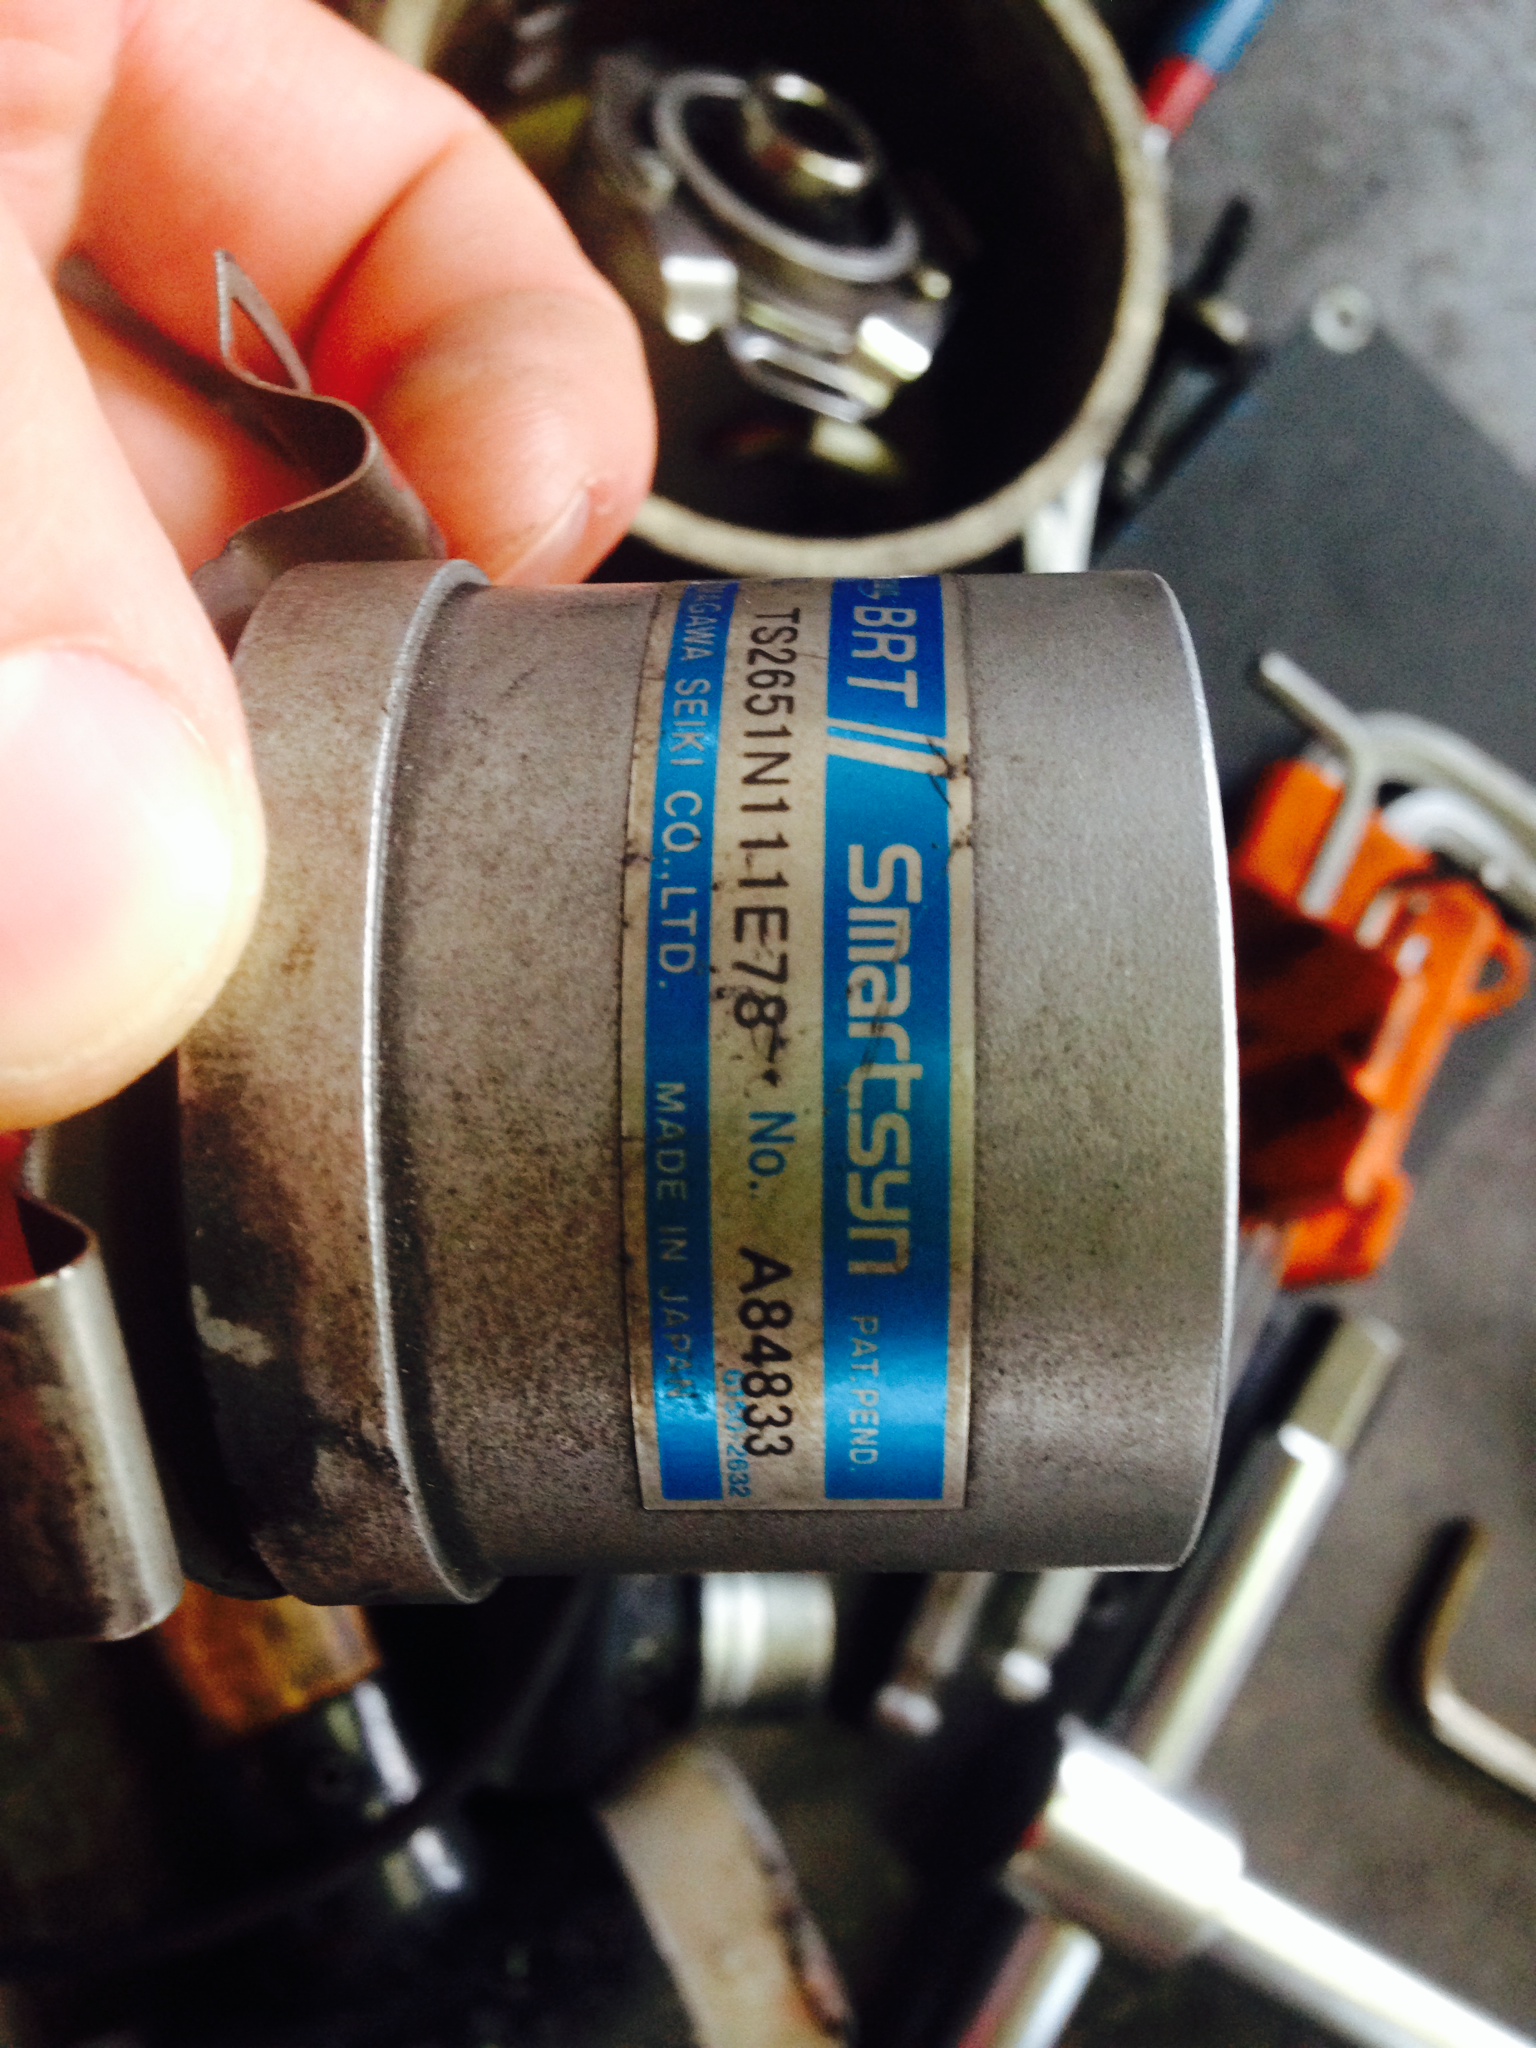 BRT// Smartsyn PAT.PEND.
TS2651N111E78 No. A84833
SEIKI CO.,LTD. MADE IN JAPAN